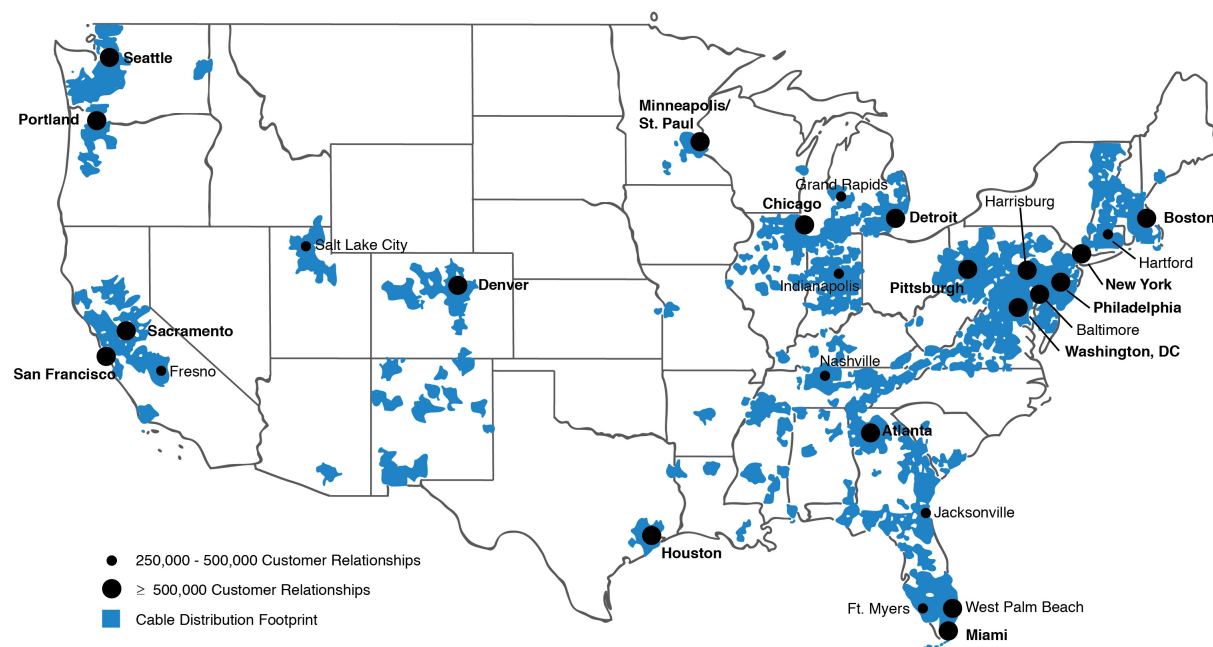 Seattle
Portland
Minneapolis/
St. Paul
Grand Rapids
Chicago
Detroit
Harrisburg
Boston
Salt Lake City
Hartford
Denver
Indianapolis
Pittsburgh
New York
Philadelphia
Sacramento
Baltimore
Washington, DC
San Francisco
Fresno
Nashville
Atlanta
Jacksonville
Houston
250,000 - 500,000 Customer Relationships
≥ 500,000 Customer Relationships
Cable Distribution Footprint
Ft. Myers
West Palm Beach
Miami